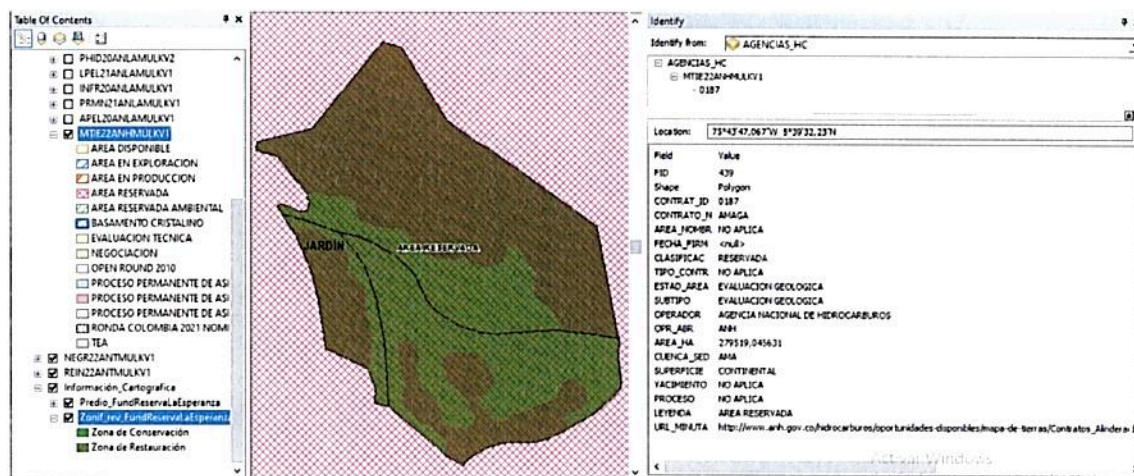 Table Of Contents
PHID20ANLAMULKV2
LPEL21ANLAMULKV1
INFR20ANLAMULKV1
PRMN21ANLAMULKV1
APEL20ANLAMULKV1
MTIE22ANHMULKV1
AREA DISPONIBLE
AREA EN EXPLORACION
AREA EN PRODUCCION
AREA RESERVADA
AREA RESERVADA AMBIENTAL
BASAMENTO CRISTALINO
EVALUACION TECNICA
NEGOCIACION
OPEN ROUND 2010
PROCESO PERMANENTE DE ASI
PROCESO PERMANENTE DE ASI
PROCESO PERMANENTE DE ASI
RONDA COLOMBIA 2021 NOMI
TEA
NEGR22ANTMULKV1
REIN22ANTMULKV1
Información_Cartografica
Predio_FundReservaLaEsperanza
Zonif_rev_FundReservaLaEsperanza
Zona de Conservación
Zona de Restauración
JARDÍN
AREA RESERVADA
Identify
Identify from: AGENCIAS_HC
AGENCIAS_HC
MTIE22ANHMULKV1
0187
Location: 75°43'47,067"W 5°39'32,23"N
Field Value
FID 439
Shape Polygon
CONTRAT_ID 0187
CONTRATO_N AMAGA
AREA_NOMBR NO APLICA
FECHA_FIRM <null>
CLASIFICAC RESERVADA
TIPO_CONTR NO APLICA
ESTAD_AREA EVALUACION GEOLOGICA
SUBTIPO EVALUACION GEOLOGICA
OPERADOR AGENCIA NACIONAL DE HIDROCARBUROS
OPR_ABR ANH
AREA_HA 279519,045631
CUENCA_SED AMA
SUPERFICIE CONTINENTAL
YACIMIENTO NO APLICA
PROCESO NO APLICA
LEYENDA AREA RESERVADA
URL_MINUTA http://www.anh.gov.co/hidrocarburos/oportunidades-disponibles/mapa-de-tierras/Contratos_Alinderac
Activar Windows